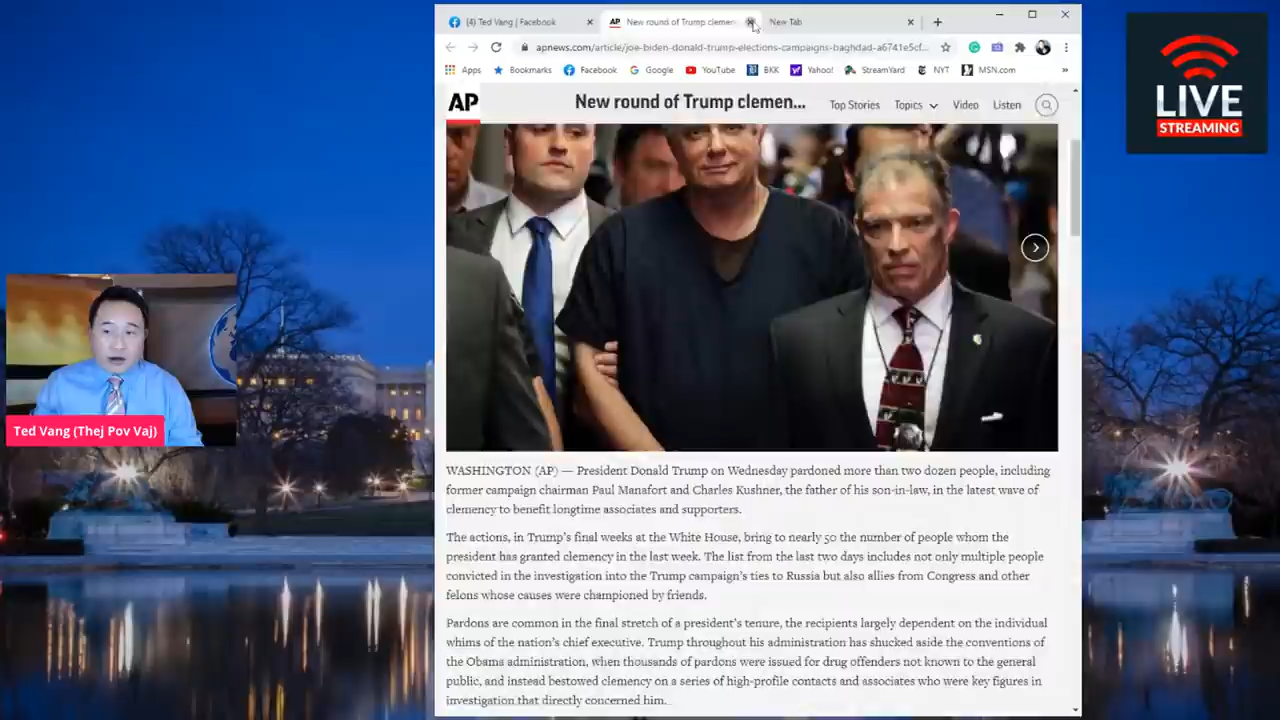 (4) Ted Vang | Facebook
AP New round of Trump clemen
New Tab
apnews.com/article/joe-biden-donald-trump-elections-campaigns-baghdad-a6741e5cf...
Apps Bookmarks Facebook Google YouTube BKK Yahoo! StreamYard NYT MSN.com »
AP New round of Trump clemen... Top Stories Topics Video Listen
LIVE
STREAMING
Ted Vang (Thej Pov Vaj)
WASHINGTON (AP) — President Donald Trump on Wednesday pardoned more than two dozen people, including
former campaign chairman Paul Manafort and Charles Kushner, the father of his son-in-law, in the latest wave of
clemency to benefit longtime associates and supporters.
The actions, in Trump's final weeks at the White House, bring to nearly 50 the number of people whom the
president has granted clemency in the last week. The list from the last two days includes not only multiple people
convicted in the investigation into the Trump campaign's ties to Russia but also allies from Congress and other
felons whose causes were championed by friends.
Pardons are common in the final stretch of a president's tenure, the recipients largely dependent on the individual
whims of the nation's chief executive. Trump throughout his administration has shucked aside the conventions of
the Obama administration, when thousands of pardons were issued for drug offenders not known to the general
public, and instead bestowed clemency on a series of high-profile contacts and associates who were key figures in
investigation that directly concerned him.